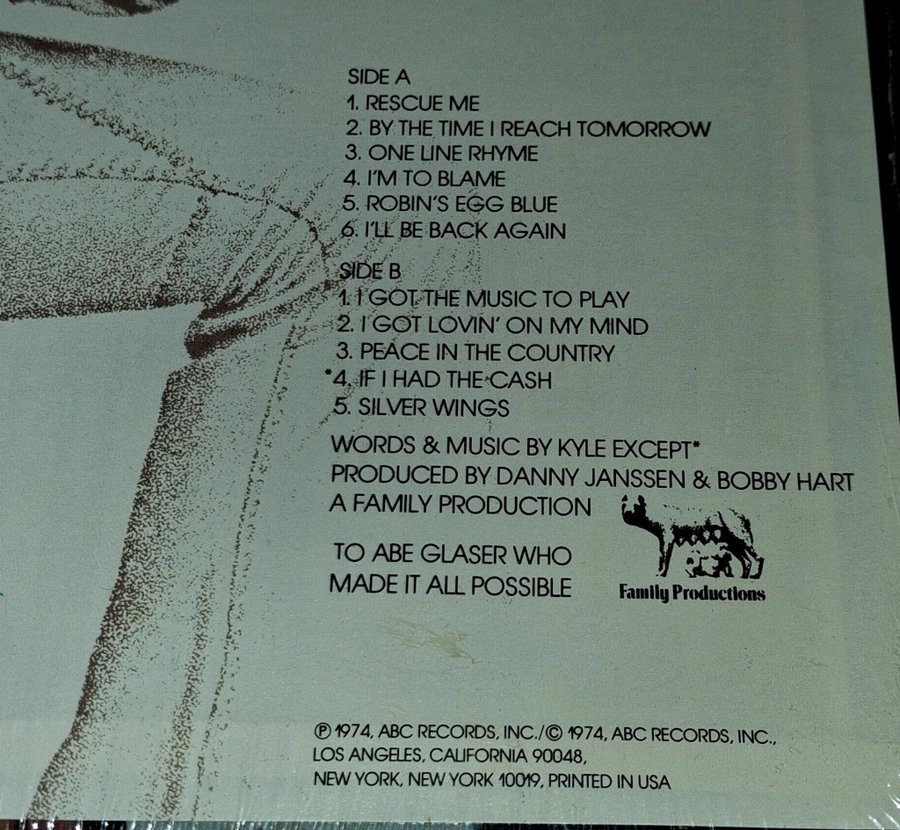 SIDE A
1. RESCUE ME
2. BY THE TIME I REACH TOMORROW
3. ONE LINE RHYME
4. I'M TO BLAME
5. ROBIN'S EGG BLUE
6. I'LL BE BACK AGAIN
SIDE B
1. I GOT THE MUSIC TO PLAY
2. I GOT LOVIN' ON MY MIND
3. PEACE IN THE COUNTRY
*4. IF I HAD THE CASH
5. SILVER WINGS
WORDS & MUSIC BY KYLE EXCEPT*
PRODUCED BY DANNY JANSSEN & BOBBY HART
A FAMILY PRODUCTION
TO ABE GLASER WHO
MADE IT ALL POSSIBLE
Family Productions
℗ 1974, ABC RECORDS, INC./© 1974, ABC RECORDS, INC.,
LOS ANGELES, CALIFORNIA 90048,
NEW YORK, NEW YORK 10019, PRINTED IN USA